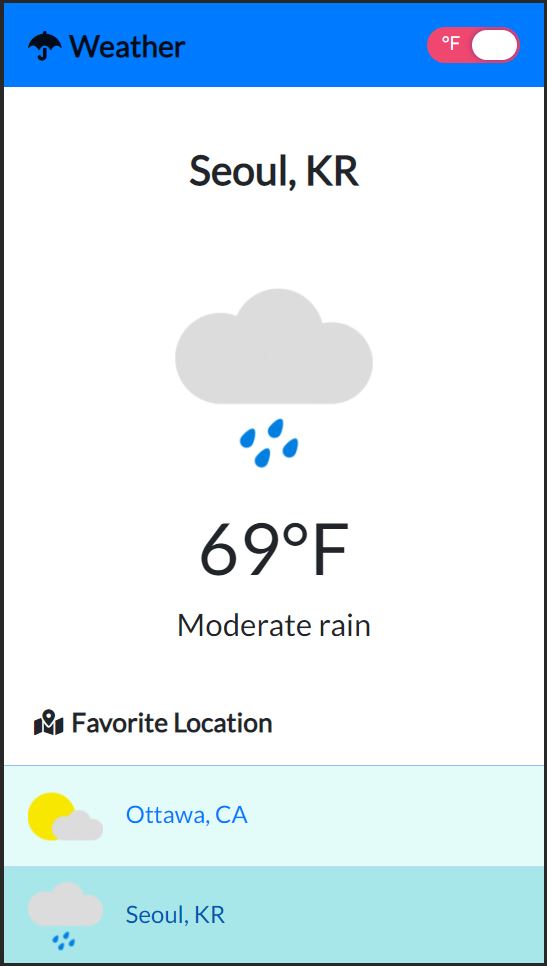 Weather
°F
Seoul, KR
69°F
Moderate rain
Favorite Location
Ottawa, CA
Seoul, KR